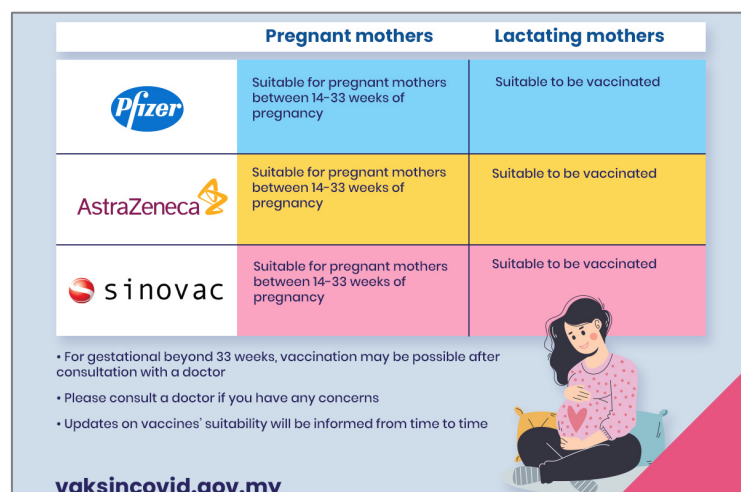 Pregnant mothers Lactating mothers
Pfizer
Suitable for pregnant mothers
between 14-33 weeks of
pregnancy
Suitable to be vaccinated
AstraZeneca
Suitable for pregnant mothers
between 14-33 weeks of
pregnancy
Suitable to be vaccinated
sinovac
Suitable for pregnant mothers
between 14-33 weeks of
pregnancy
Suitable to be vaccinated
• For gestational beyond 33 weeks, vaccination may be possible after
consultation with a doctor
• Please consult a doctor if you have any concerns
• Updates on vaccines' suitability will be informed from time to time
vaksincovid.gov.my